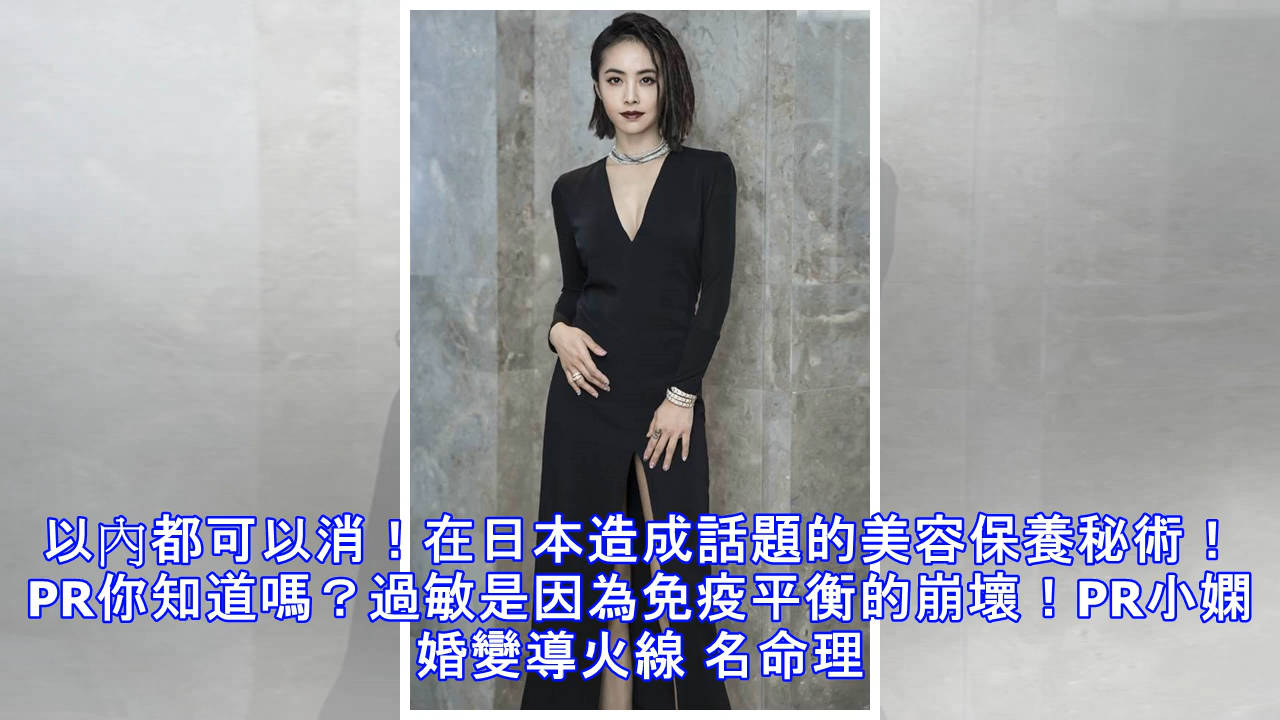 以內都可以消！在日本造成話題的美容保養秘術！
PR你知道嗎？過敏是因為免疫平衡的崩壞！PR小嫻
婚變導火線 名命理